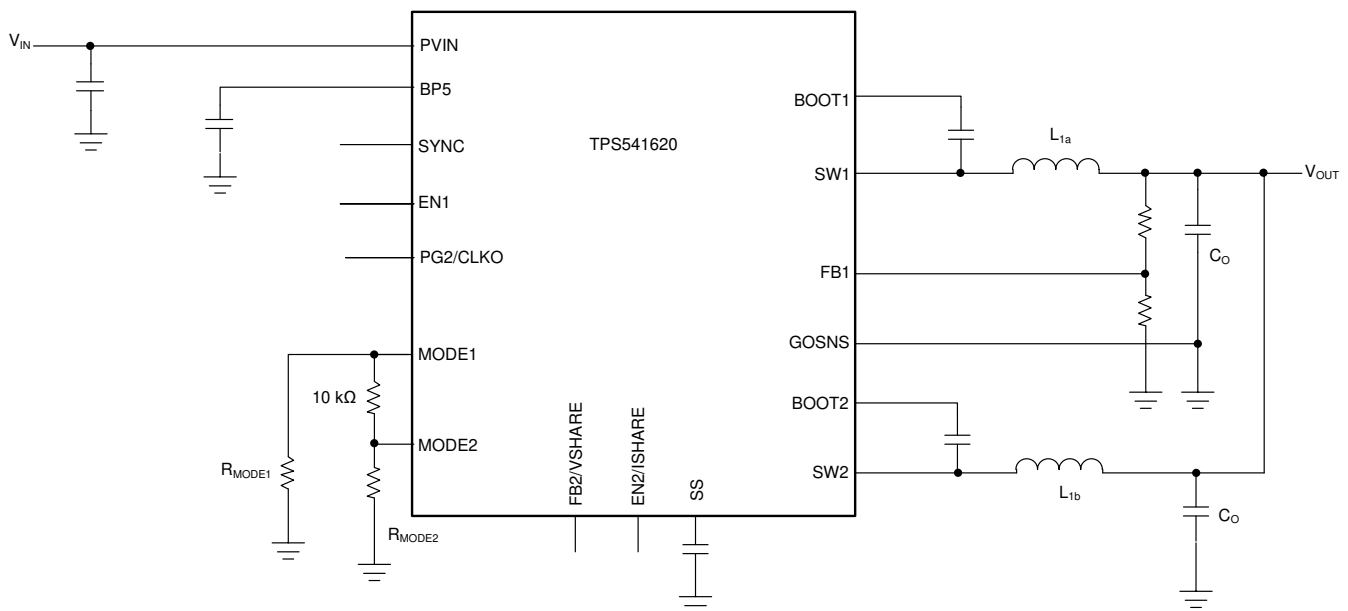 V_IN
PVIN
BP5
SYNC
EN1
PG2/CLKO
MODE1
10 kΩ
MODE2
R_MODE1
R_MODE2
TPS541620
FB2/VSHARE
EN2/ISHARE
SS
BOOT1
L_1a
SW1
V_OUT
C_O
FB1
GOSNS
BOOT2
SW2
L_1b
C_O